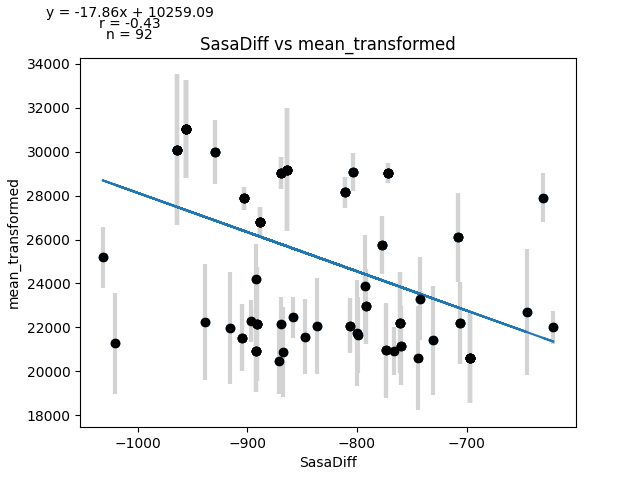 y = -17.86x + 10259.09
r = -0.43
n = 92
SasaDiff vs mean_transformed
34000
32000
30000
28000
26000
24000
22000
20000
18000
mean_transformed
−1000
−900
−800
−700
SasaDiff